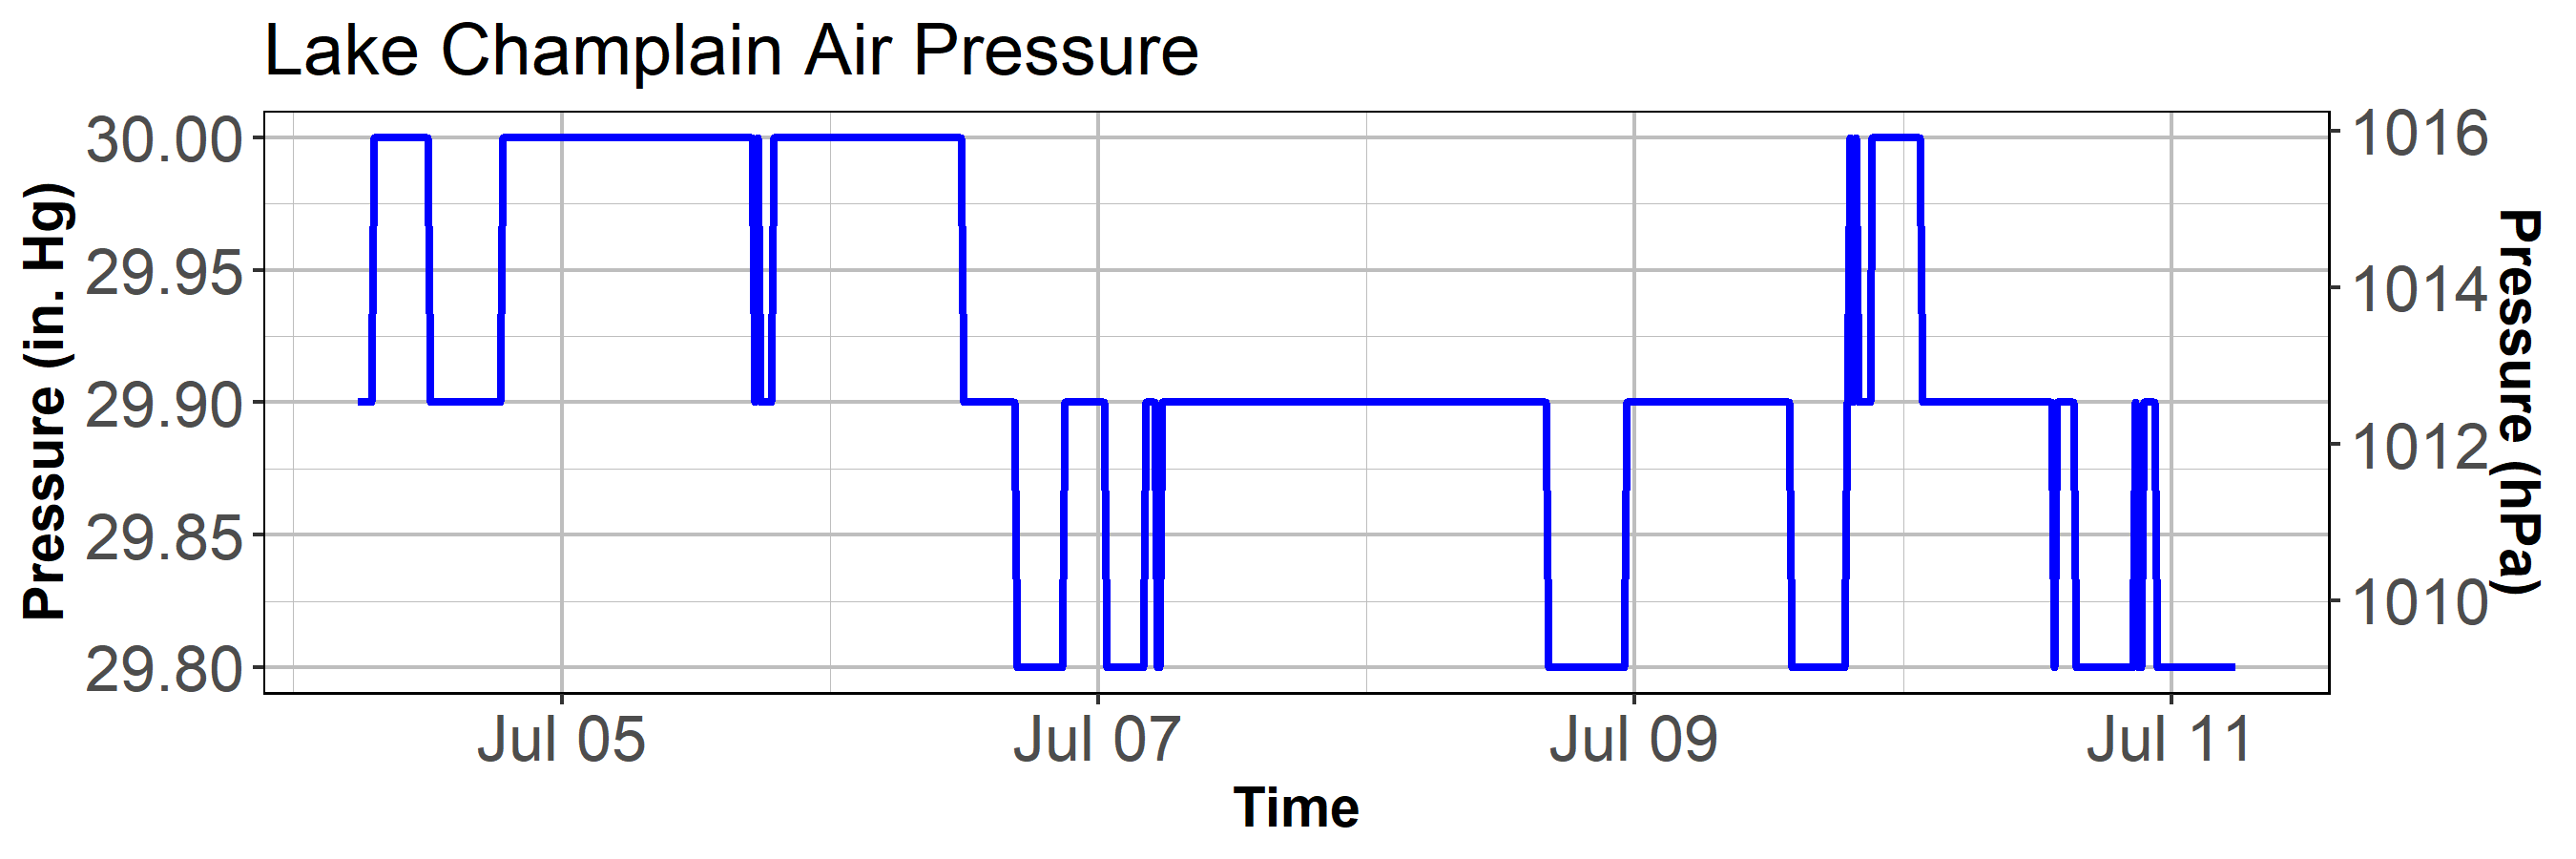 Lake Champlain Air Pressure
Pressure (in. Hg)
30.00
29.95
29.90
29.85
29.80
1016
1014
1012
1010
Pressure (hPa)
Jul 05 Jul 07 Jul 09 Jul 11
Time